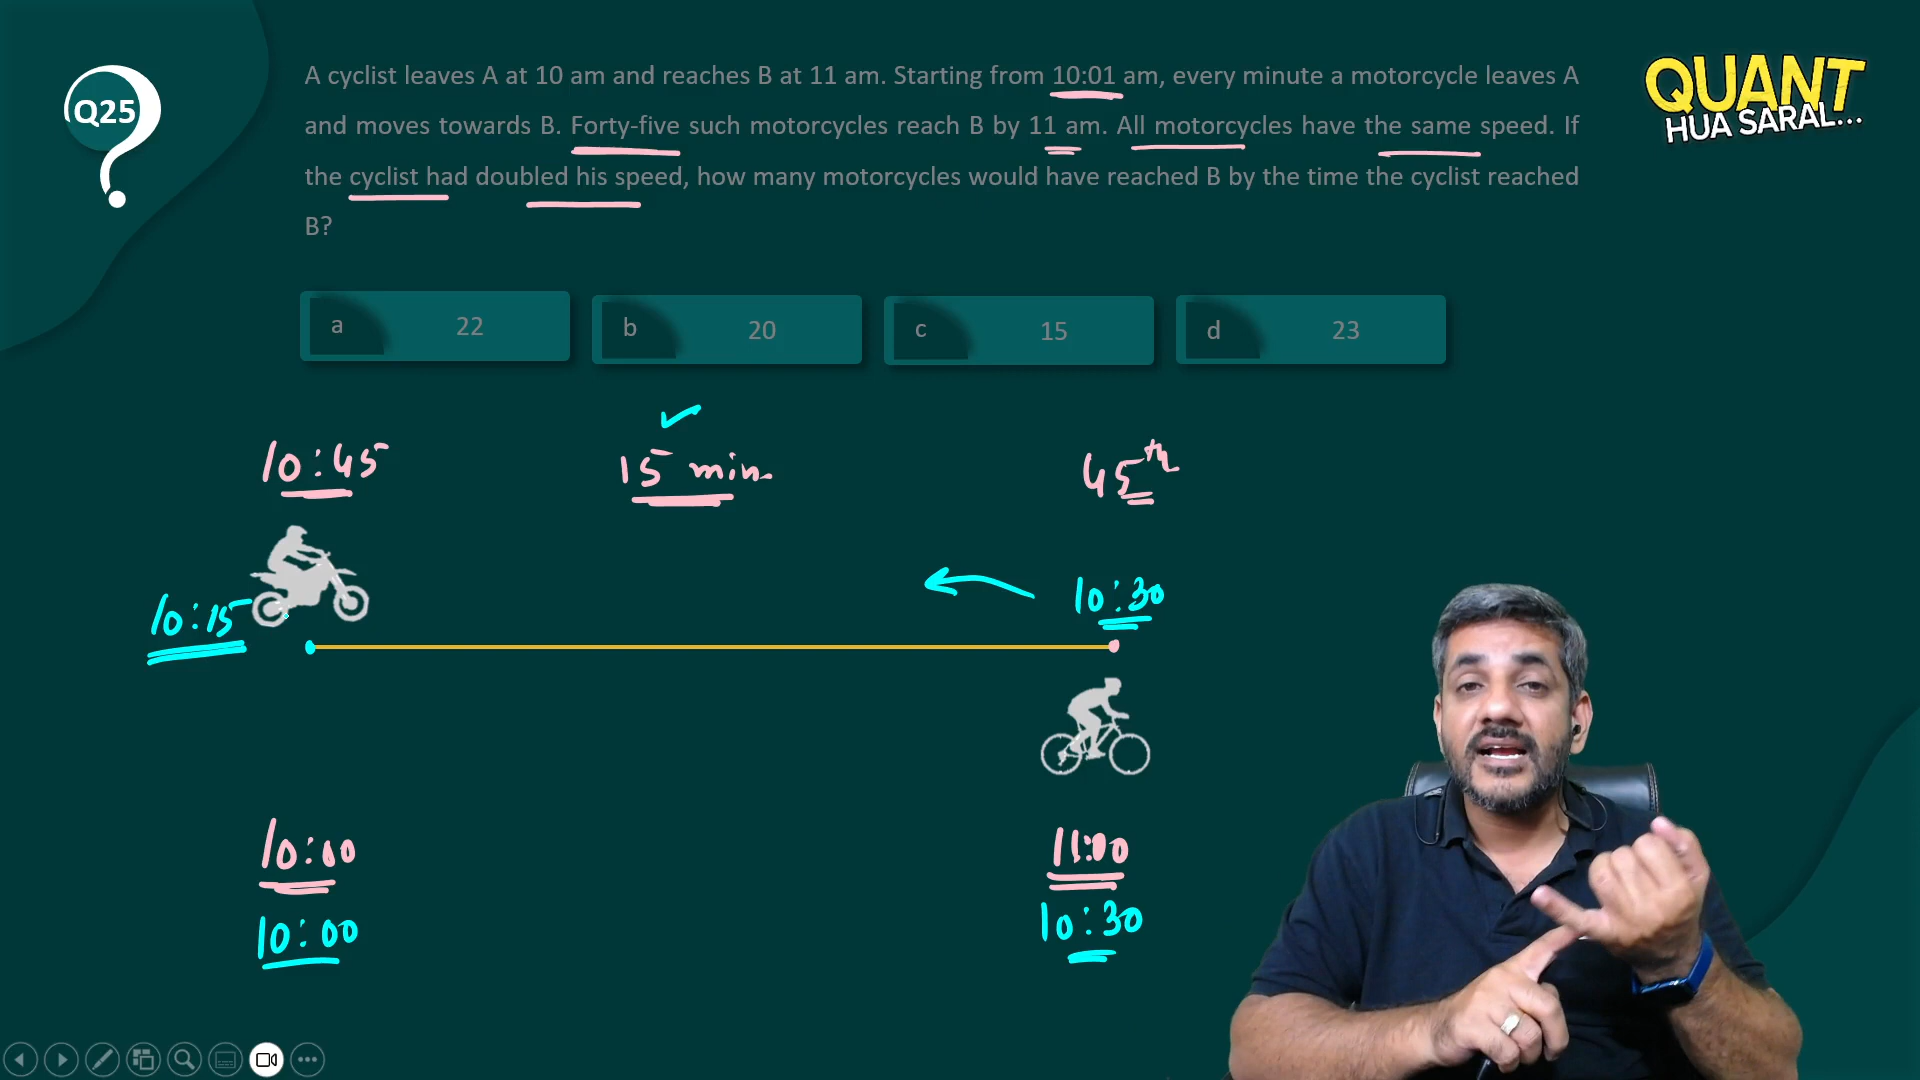 Q25
A cyclist leaves A at 10 am and reaches B at 11 am. Starting from 10:01 am, every minute a motorcycle leaves A
and moves towards B. Forty-five such motorcycles reach B by 11 am. All motorcycles have the same speed. If
the cyclist had doubled his speed, how many motorcycles would have reached B by the time the cyclist reached
B?
QUANT
HUA SARAL...
a 22 b 20 c 15 d 23
10:45 15 min. 45th
10:15 10:30
10:00 11:00
10:00 10:30